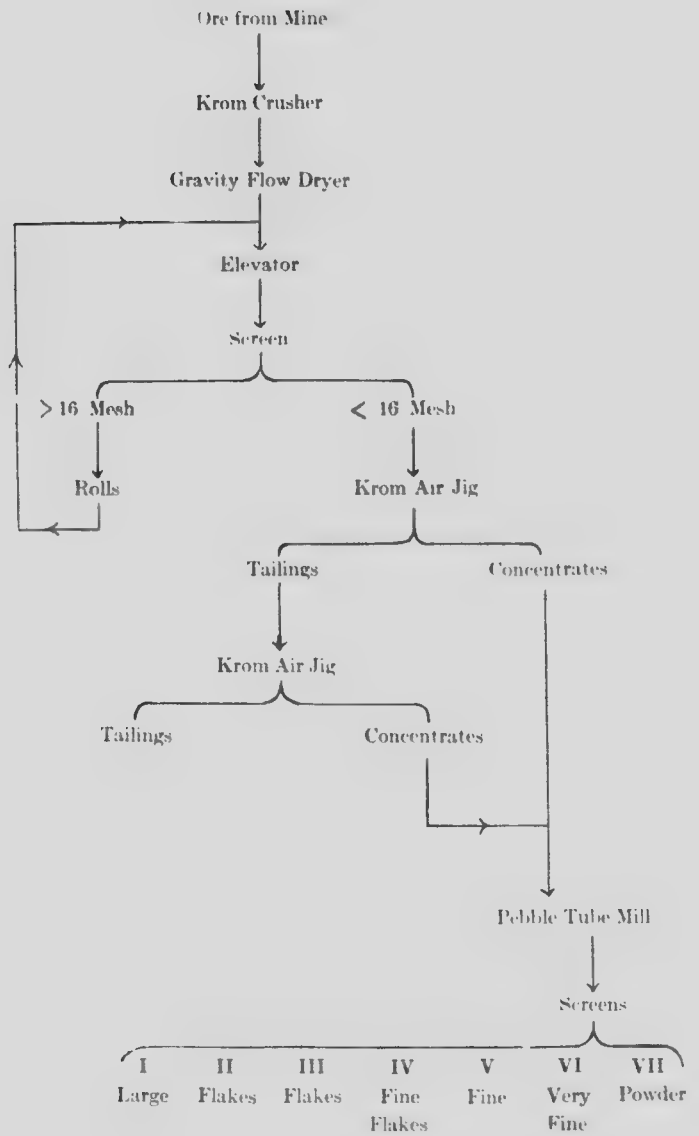 Ore from Mine
Krom Crusher
Gravity Flow Dryer
Elevator
Screen
>16 Mesh < 16 Mesh
Rolls Krom Air Jig
Tailings Concentrates
Krom Air Jig
Tailings Concentrates
Pebble Tube Mill
Screens
I II III IV V VI VII
Large Flakes Flakes Fine Fine Very Powder
Flakes Fine